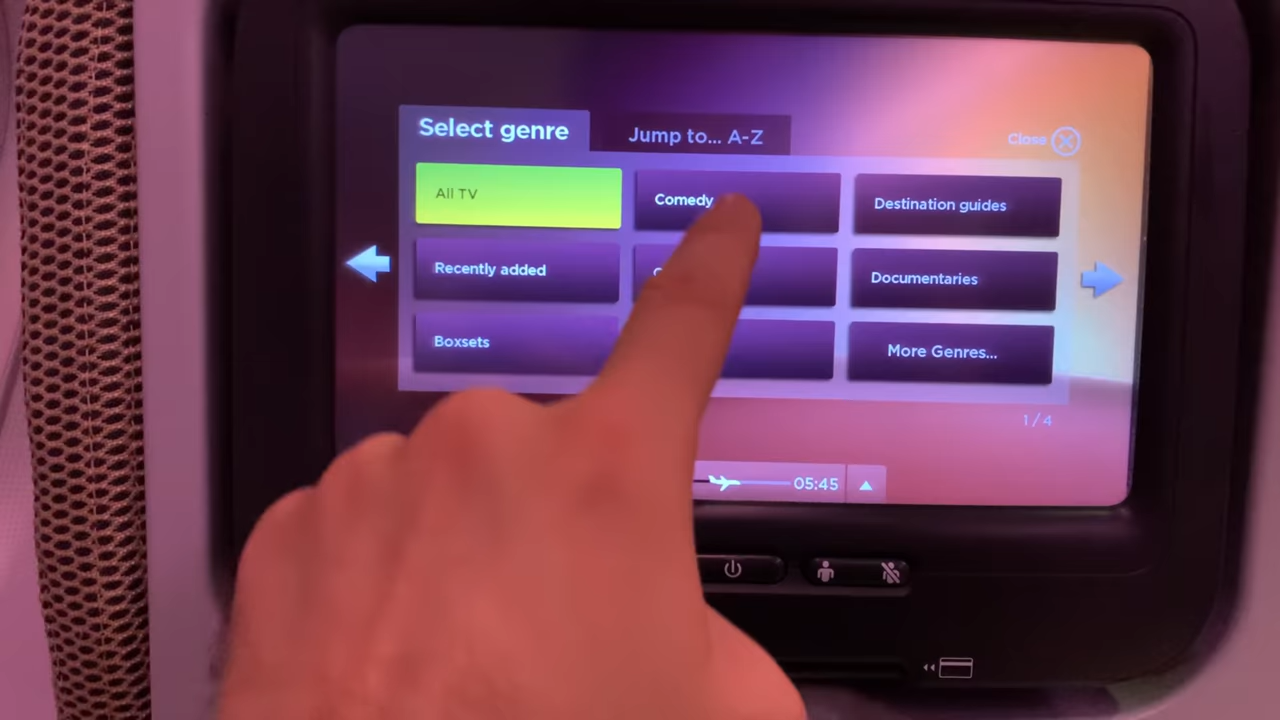 Select genre
Jump to... A-Z
Close
All TV
Comedy
Destination guides
Recently added
Documentaries
Boxsets
More Genres...
1/4
05:45